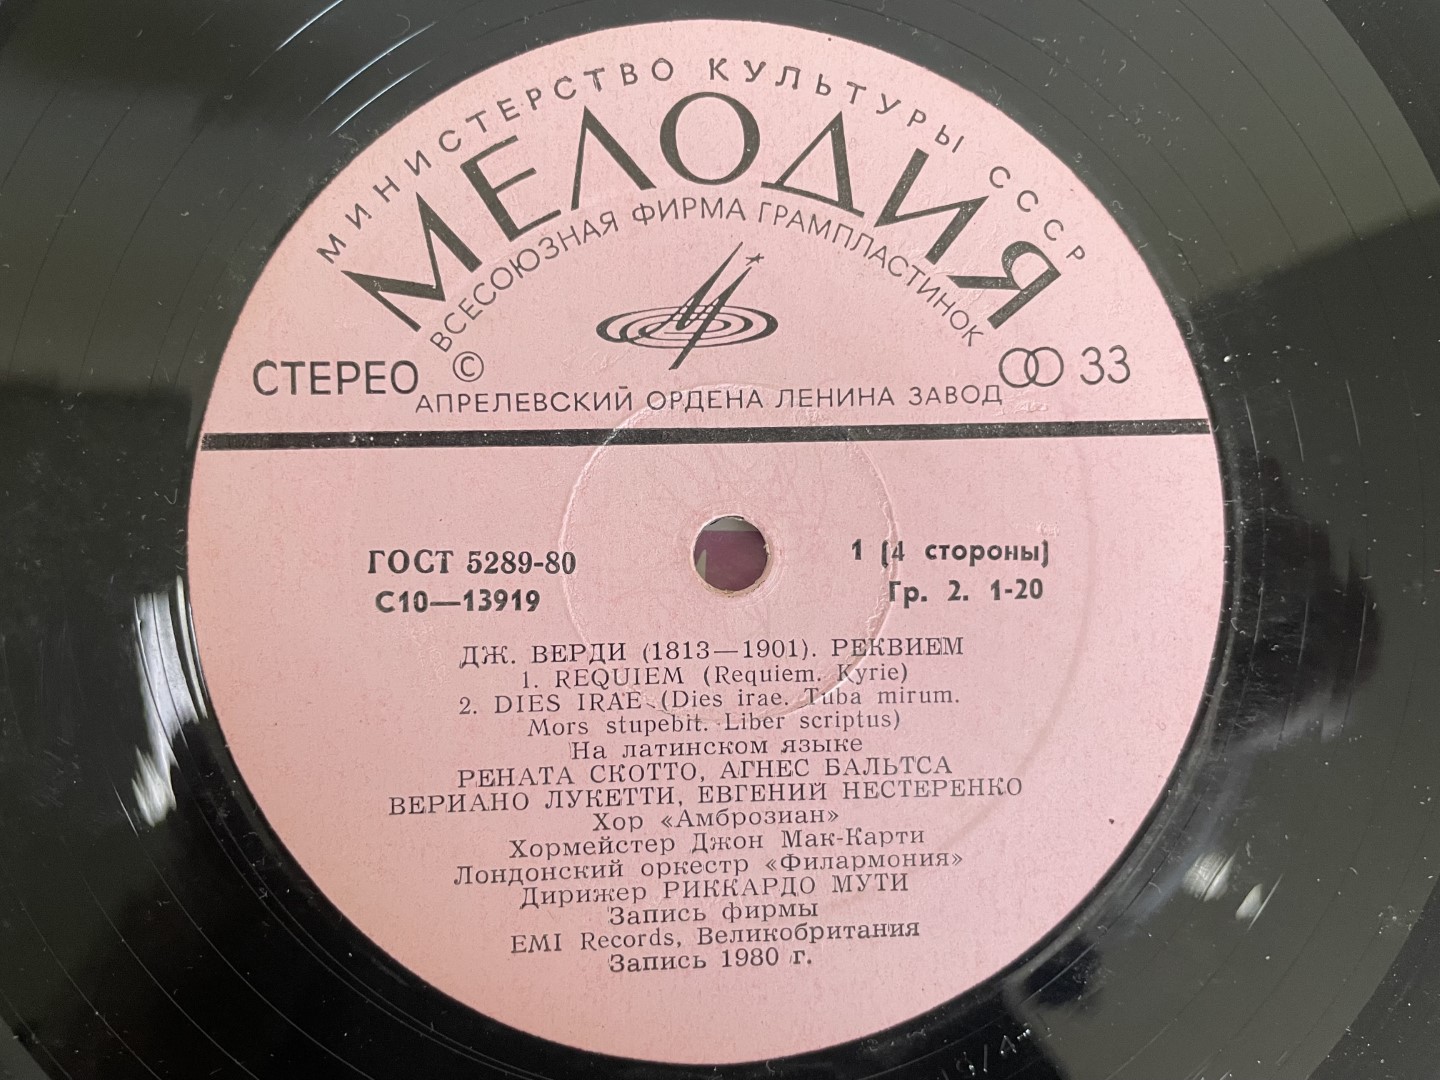 МИНИСТЕРСТВО КУЛЬТУРЫ СССР
МЕЛОДИЯ
ВСЕСОЮЗНАЯ ФИРМА ГРАМПЛАСТИНОК
СТЕРЕО © 33
АПРЕЛЕВСКИЙ ОРДЕНА ЛЕНИНА ЗАВОД
ГОСТ 5289-80
С10—13919
1 (4 стороны)
Гр. 2. 1-20
ДЖ. ВЕРДИ (1813—1901). РЕКВИЕМ
1. REQUIEM (Requiem. Kyrie)
2. DIES IRAE (Dies irae. Tuba mirum.
Mors stupebit. Liber scriptus)
На латинском языке
РЕНАТА СКОТТО, АГНЕС БАЛЬТСА
ВЕРИАНО ЛУКЕТТИ, ЕВГЕНИЙ НЕСТЕРЕНКО
Хор «Амброзиан»
Хормейстер Джон Мак-Карти
Лондонский оркестр «Филармония»
Дирижер РИККАРДО МУТИ
Запись фирмы
EMI Records, Великобритания
Запись 1980 г.